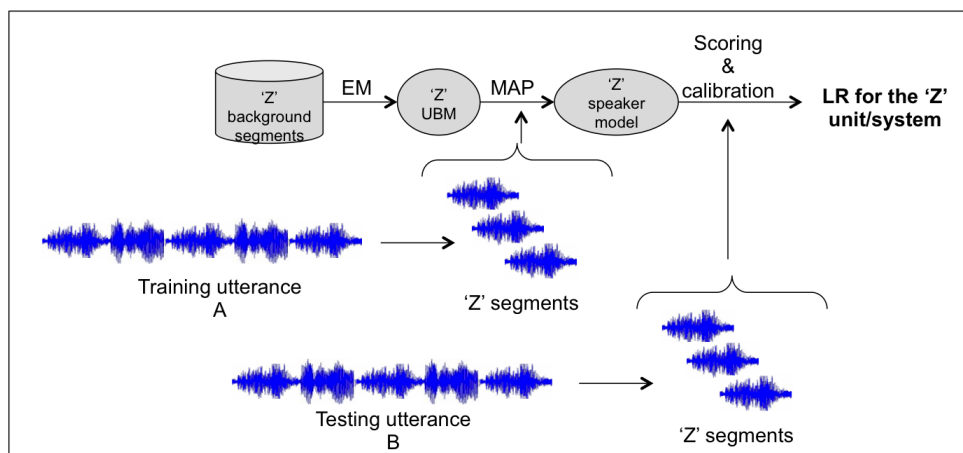 Scoring
&
calibration
EM
MAP
'Z'
background
segments
'Z'
UBM
'Z'
speaker
model
LR for the 'Z'
unit/system
Training utterance
A
'Z' segments
Testing utterance
B
'Z' segments